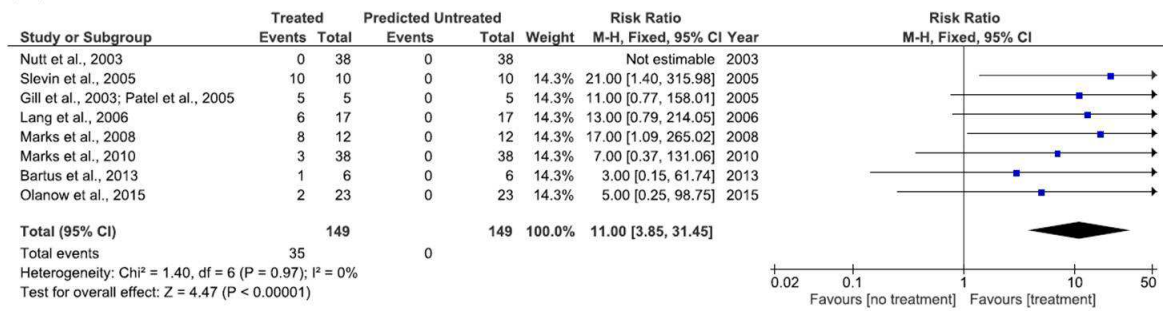 Treated Predicted Untreated Risk Ratio Risk Ratio
Study or Subgroup Events Total Events Total Weight M-H, Fixed, 95% CI Year M-H, Fixed, 95% CI
Nutt et al., 2003 0 38 0 38 Not estimable 2003
Slevin et al., 2005 10 10 0 10 14.3% 21.00 [1.40, 315.98] 2005
Gill et al., 2003; Patel et al., 2005 5 5 0 5 14.3% 11.00 [0.77, 158.01] 2005
Lang et al., 2006 6 17 0 17 14.3% 13.00 [0.79, 214.05] 2006
Marks et al., 2008 8 12 0 12 14.3% 17.00 [1.09, 265.02] 2008
Marks et al., 2010 3 38 0 38 14.3% 7.00 [0.37, 131.06] 2010
Bartus et al., 2013 1 6 0 6 14.3% 3.00 [0.15, 61.74] 2013
Olanow et al., 2015 2 23 0 23 14.3% 5.00 [0.25, 98.75] 2015
Total (95% CI) 149 149 100.0% 11.00 [3.85, 31.45]
Total events 35 0
Heterogeneity: Chi² = 1.40, df = 6 (P = 0.97); I² = 0%
Test for overall effect: Z = 4.47 (P < 0.00001)
0.02 0.1 1 10 50
Favours [no treatment] Favours [treatment]